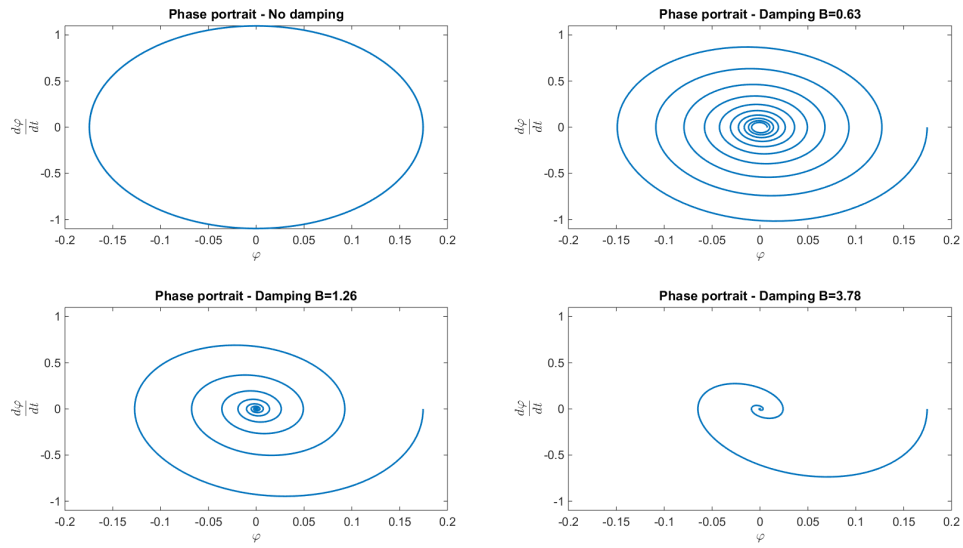 Phase portrait - No damping
1
0.5
0
-0.5
-1
dφ
dt
-0.2 -0.15 -0.1 -0.05 0 0.05 0.1 0.15 0.2
φ
Phase portrait - Damping B=0.63
1
0.5
0
-0.5
-1
dφ
dt
-0.2 -0.15 -0.1 -0.05 0 0.05 0.1 0.15 0.2
φ
Phase portrait - Damping B=1.26
1
0.5
0
-0.5
-1
dφ
dt
-0.2 -0.15 -0.1 -0.05 0 0.05 0.1 0.15 0.2
φ
Phase portrait - Damping B=3.78
1
0.5
0
-0.5
-1
dφ
dt
-0.2 -0.15 -0.1 -0.05 0 0.05 0.1 0.15 0.2
φ